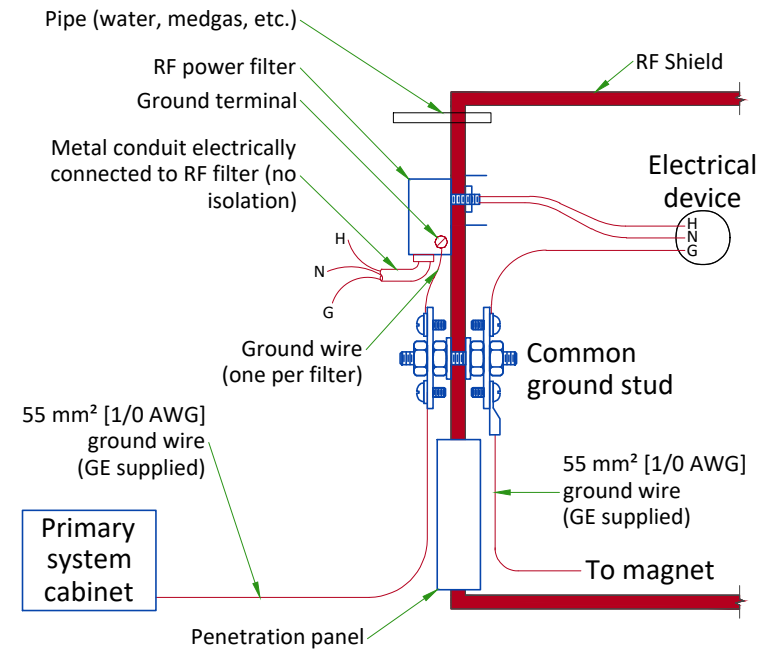 Pipe (water, medgas, etc.)
RF power filter
Ground terminal
Metal conduit electrically
connected to RF filter (no
isolation)
RF Shield
Electrical
device
H
N
G
H
N
G
Ground wire
(one per filter)
Common
ground stud
55 mm² [1/0 AWG]
ground wire
(GE supplied)
55 mm² [1/0 AWG]
ground wire
(GE supplied)
Primary
system
cabinet
To magnet
Penetration panel